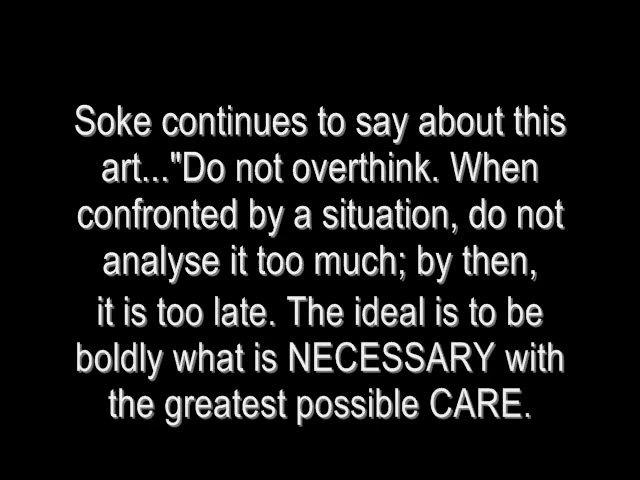 Soke continues to say about this
art..."Do not overthink. When
confronted by a situation, do not
analyse it too much; by then,
it is too late. The ideal is to be
boldly what is NECESSARY with
the greatest possible CARE.